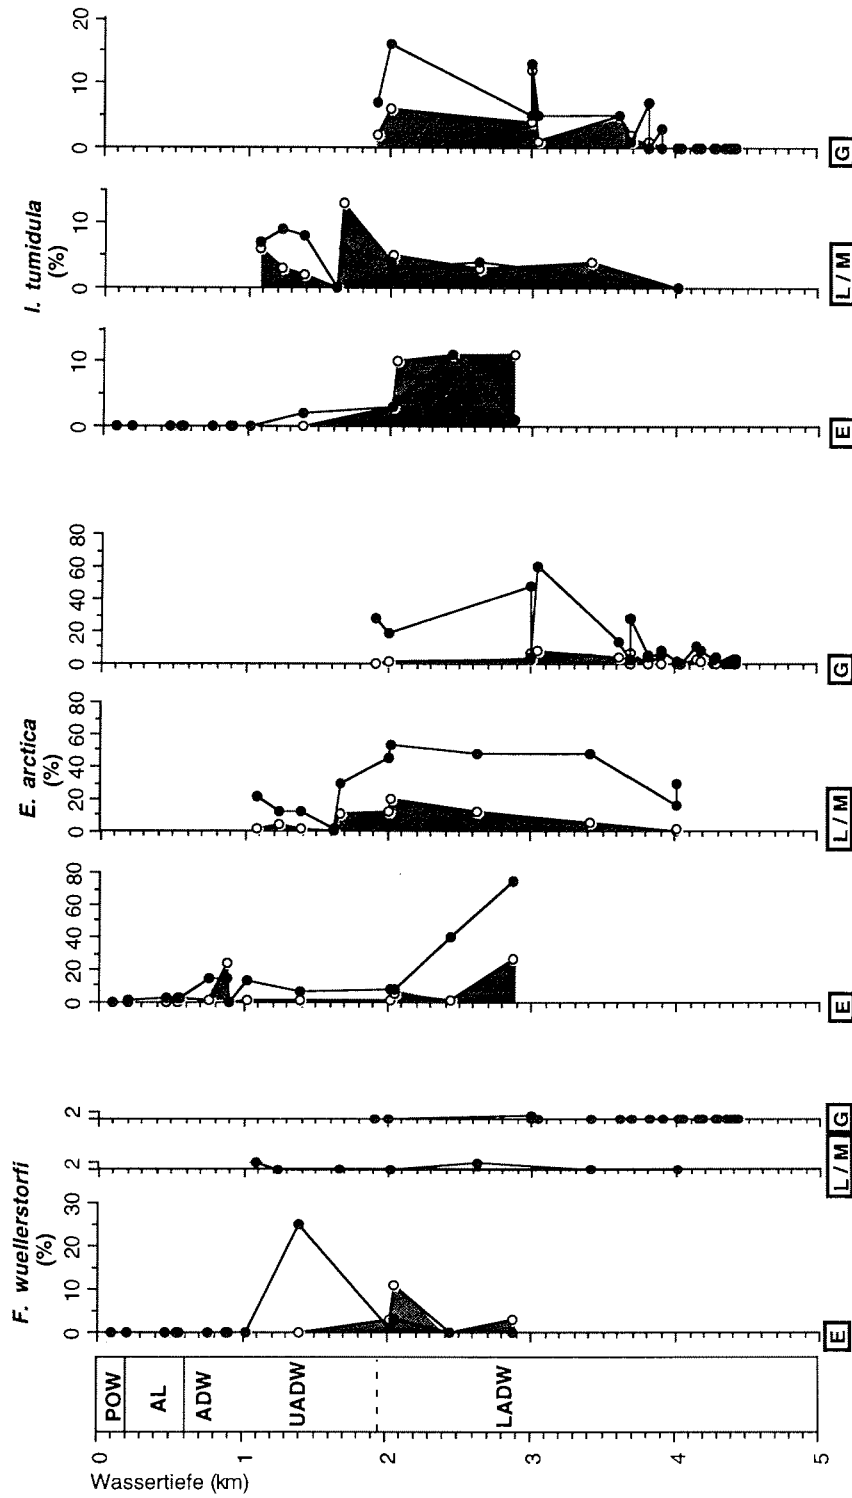 F. wuellerstorfi
(%)
E. arctica
(%)
I. tumidula
(%)
0 10 20 30
2
2
0 20 40 60 80
0 20 40 60 80
0 20 40 60 80
0 10
0 10
0 10 20
Wassertiefe (km)
0
1
2
3
4
5
POW
AL
ADW
UADW
LADW
E
L / M
G
E
L / M
G
E
L / M
G